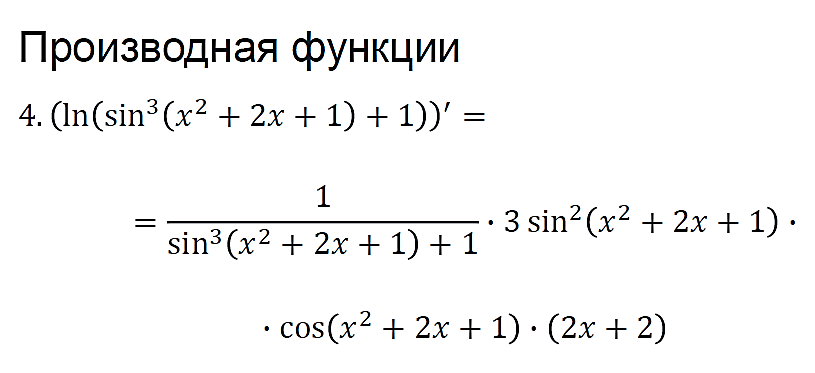 Производная функции
4. (ln(sin³(x² + 2x + 1) + 1))′ =
= 1 / (sin³(x² + 2x + 1) + 1) · 3 sin²(x² + 2x + 1) ·
· cos(x² + 2x + 1) · (2x + 2)